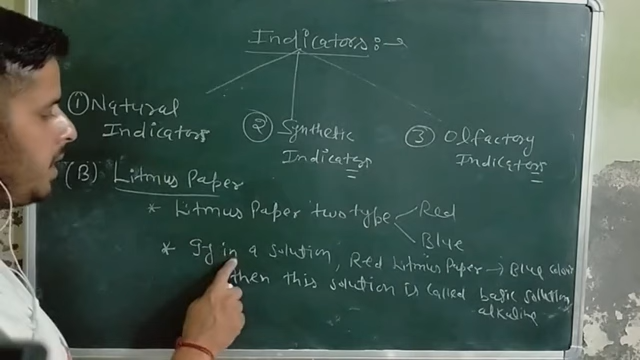 Indicators:→
① Natural Indicators
② Synthetic Indicators
③ Olfactory Indicators
(B) Litmus Paper
* Litmus Paper two type
Red
Blue
* If in a solution, Red Litmus Paper → Blue colour
then this solution is called basic solution,
alkuline